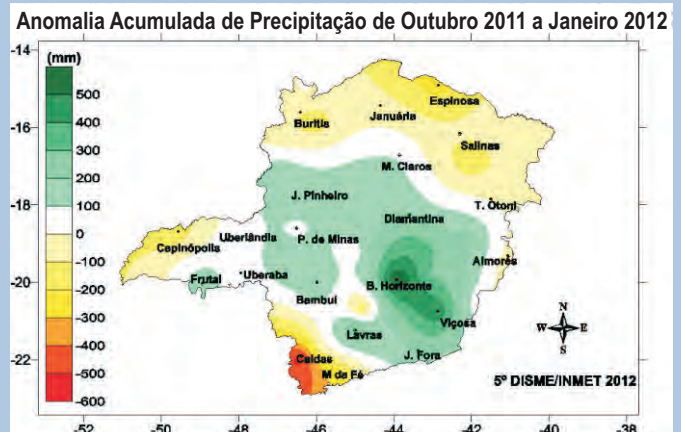 Anomalia Acumulada de Precipitação de Outubro 2011 a Janeiro 2012
(mm)
500
400
300
200
100
0
-100
-200
-300
-400
-500
-600
-14
-16
-18
-20
-22
Espinosa
Januária
Buritis
Salinas
M. Claros
J. Pinheiro
T. Otoni
Diamantina
Uberlândia
P. de Minas
Capinópolis
Aimorés
Uberaba
Frutal
B. Horizonte
Bambuí
Viçosa
Lavras
J. Fora
Caldas
M da Fé
N
W
E
S
5º DISME/INMET 2012
-52
-50
-48
-46
-44
-42
-40
-38